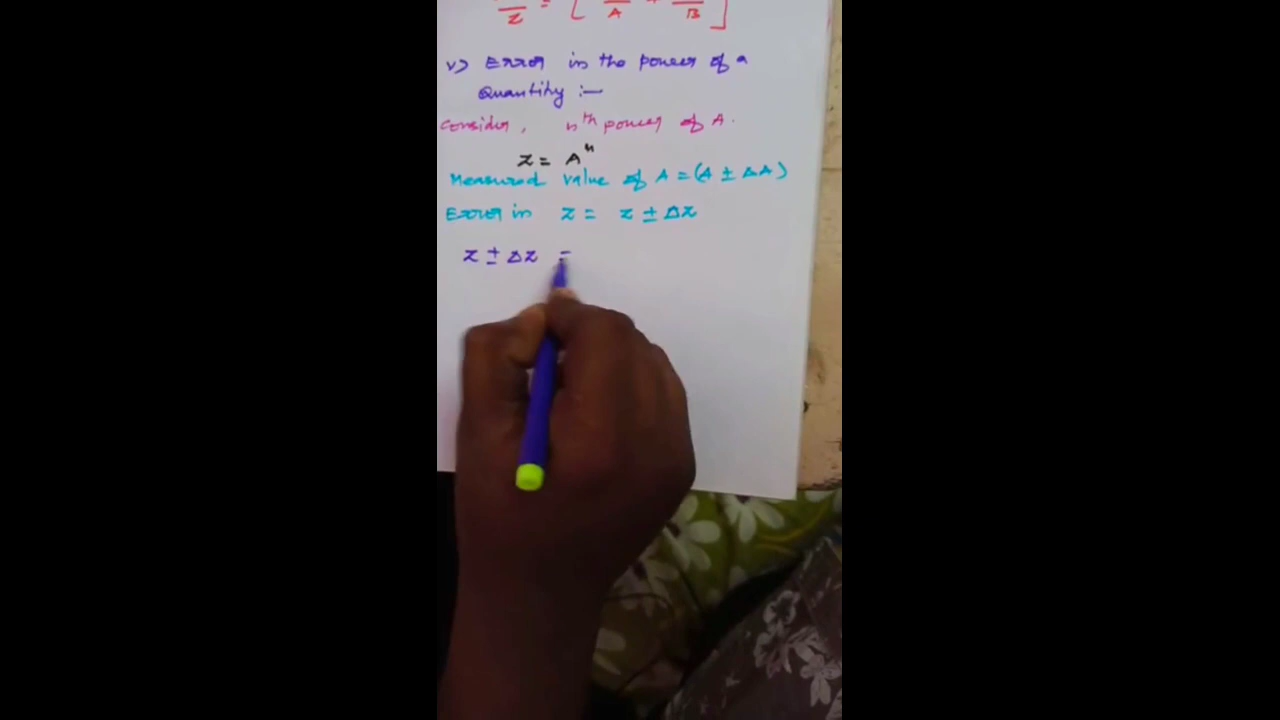 Z = [ A + B ]
v) Error in the power of a
Quantity :—
Consider, nth power of A.
Z = Aⁿ
Measured value of A = (A ± ΔA)
Error in Z = Z ± ΔZ
Z ± ΔZ =